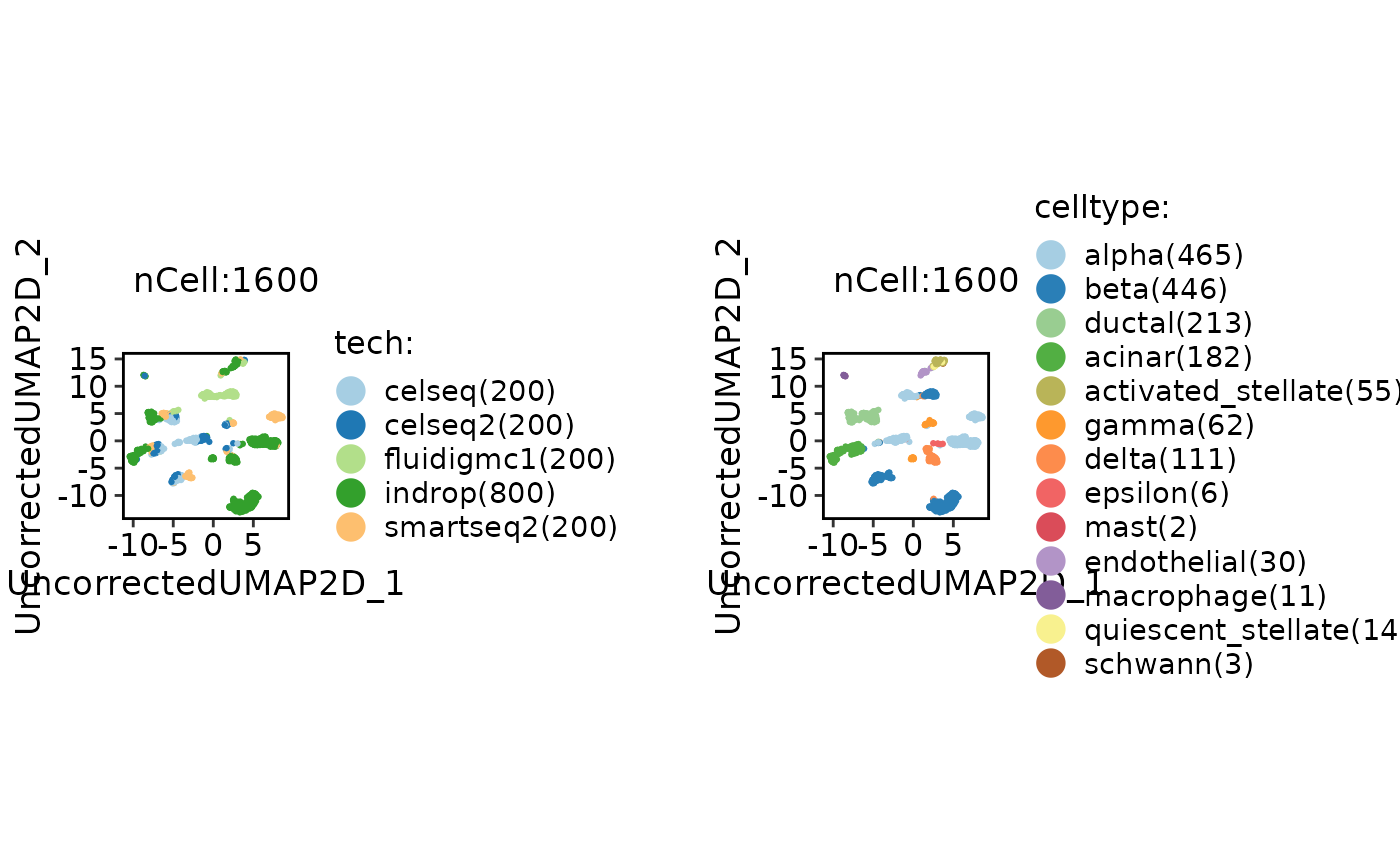 nCell:1600
UncorrectedUMAP2D_2
15
10
5
0
-5
-10
-10 -5 0 5
UncorrectedUMAP2D_1
tech:
celseq(200)
celseq2(200)
fluidigmc1(200)
indrop(800)
smartseq2(200)
nCell:1600
UncorrectedUMAP2D_2
15
10
5
0
-5
-10
-10 -5 0 5
UncorrectedUMAP2D_1
celltype:
alpha(465)
beta(446)
ductal(213)
acinar(182)
activated_stellate(55)
gamma(62)
delta(111)
epsilon(6)
mast(2)
endothelial(30)
macrophage(11)
quiescent_stellate(14
schwann(3)